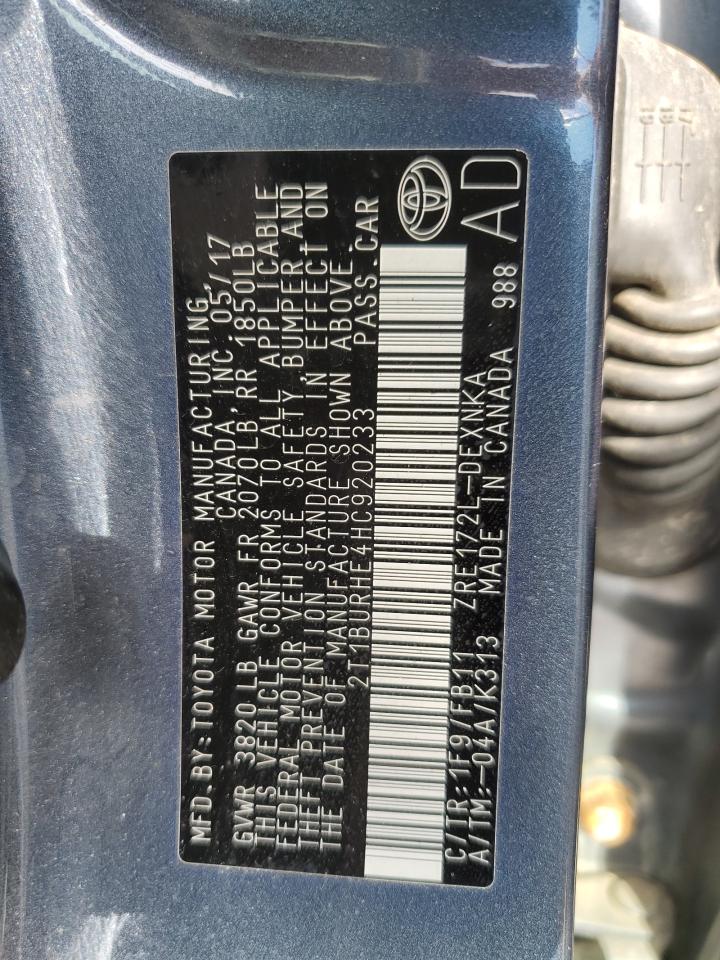 MFD.BY:TOYOTA MOTOR MANUFACTURING
CANADA, INC. 05/17
GVWR 3820 LB GAWR FR 2070LB, RR 1850LB
THIS VEHICLE CONFORMS TO ALL APPLICABLE
FEDERAL MOTOR VEHICLE SAFETY, BUMPER AND
THEFT PREVENTION STANDARDS IN EFFECT ON
THE DATE OF MANUFACTURE SHOWN ABOVE.
2T1BURHE4HC920233 PASS.CAR
C/TR:1F9/FB11 ZRE172L-DEXNKA
A/TM:-04A/K313 MADE IN CANADA 988
AD